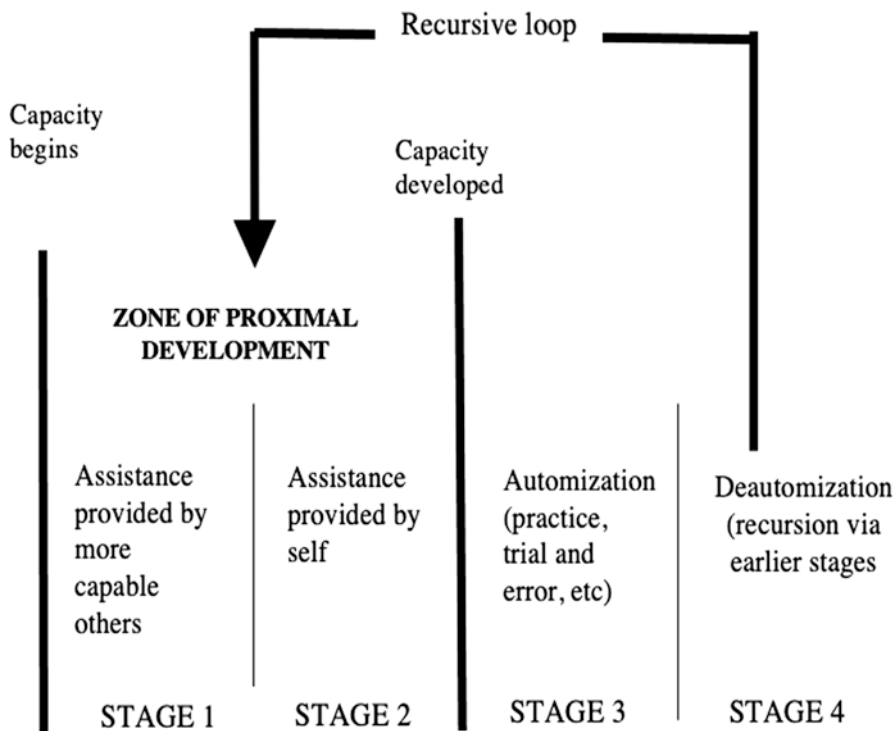 Recursive loop
Capacity
begins
Capacity
developed
ZONE OF PROXIMAL
DEVELOPMENT
Assistance
provided by
more
capable
others
Assistance
provided by
self
Automization
(practice,
trial and
error, etc)
Deautomization
(recursion via
earlier stages
STAGE 1
STAGE 2
STAGE 3
STAGE 4